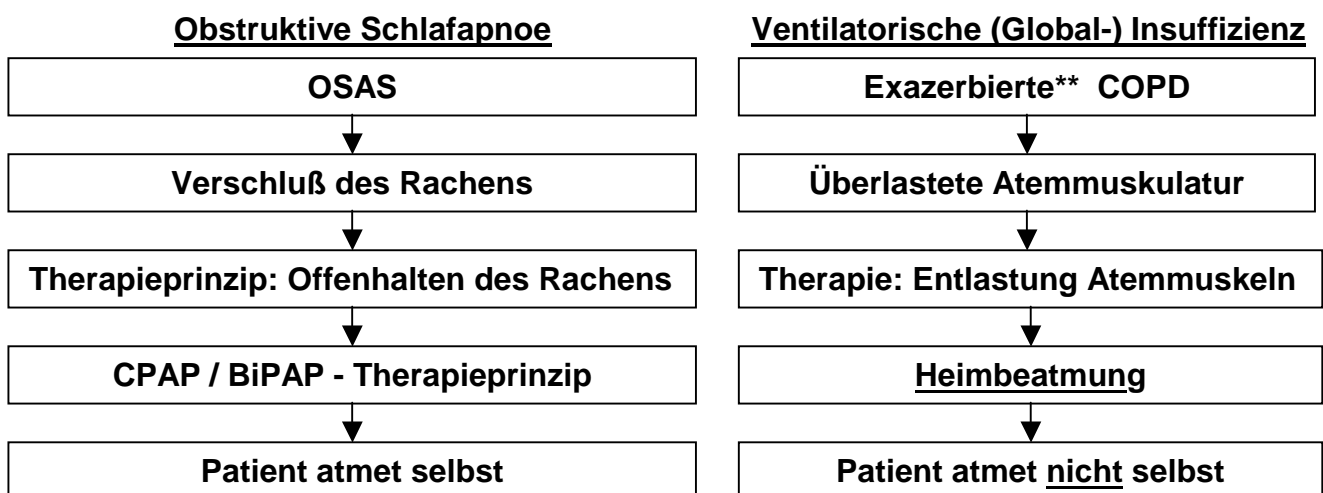 Obstruktive Schlafapnoe
OSAS
Verschluß des Rachens
Therapieprinzip: Offenhalten des Rachens
CPAP / BiPAP - Therapieprinzip
Patient atmet selbst
Ventilatorische (Global-) Insuffizienz
Exazerbierte** COPD
Überlastete Atemmuskulatur
Therapie: Entlastung Atemmuskeln
Heimbeatmung
Patient atmet nicht selbst